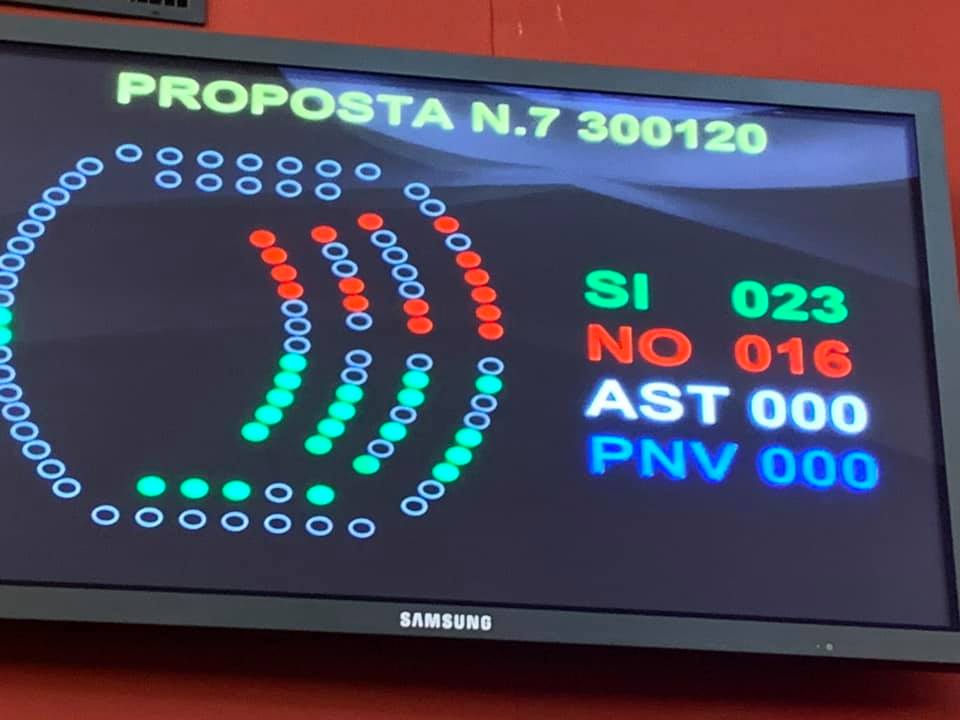 PROPOSTA N.7 300120
SI 023
NO 016
AST 000
PNV 000
SAMSUNG